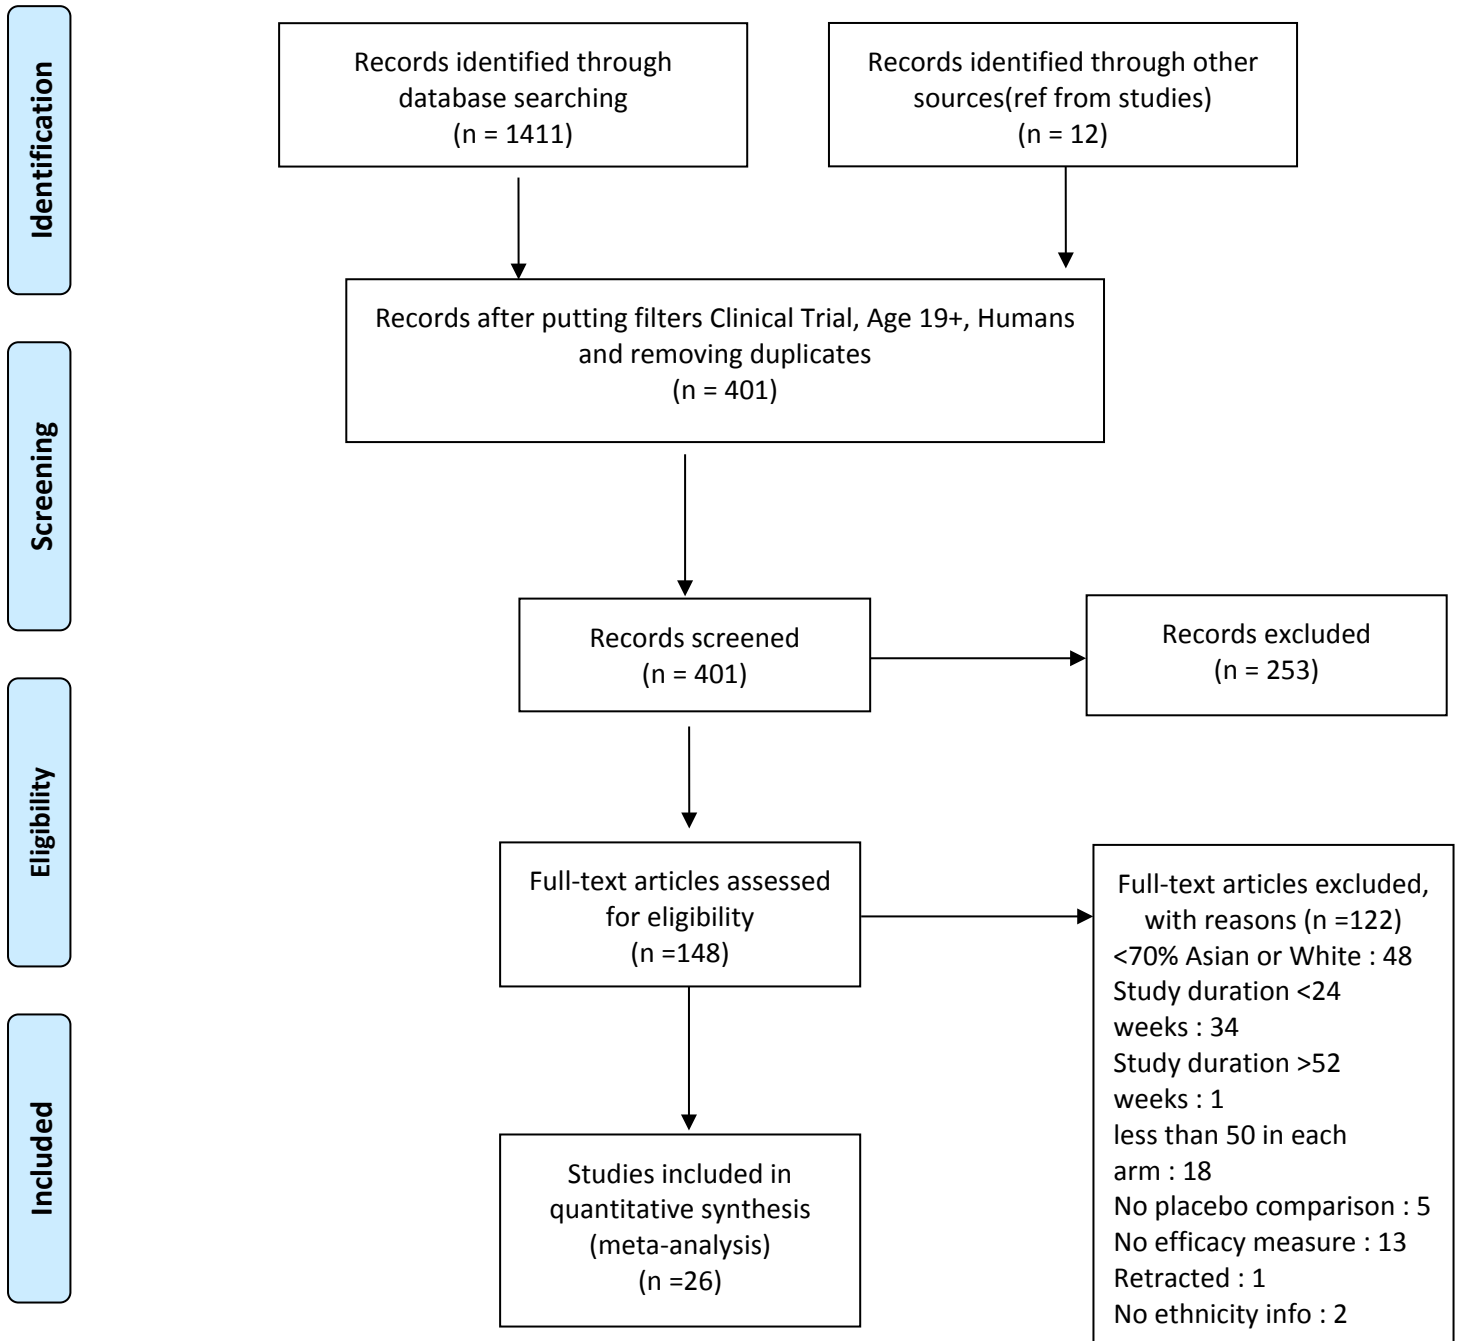 Identification
Records identified through
database searching
(n = 1411)
Records identified through other
sources(ref from studies)
(n = 12)
Records after putting filters Clinical Trial, Age 19+, Humans
and removing duplicates
(n = 401)
Screening
Records screened
(n = 401)
Records excluded
(n = 253)
Eligibility
Full-text articles assessed
for eligibility
(n =148)
Full-text articles excluded,
with reasons (n =122)
<70% Asian or White : 48
Study duration <24
weeks : 34
Study duration >52
weeks : 1
less than 50 in each
arm : 18
No placebo comparison : 5
No efficacy measure : 13
Retracted : 1
No ethnicity info : 2
Included
Studies included in
quantitative synthesis
(meta-analysis)
(n =26)